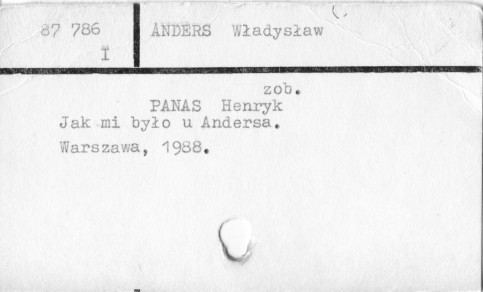 87 786 ANDERS Władysław
I
zob.
PANAS Henryk
Jak mi było u Andersa.
Warszawa, 1988.